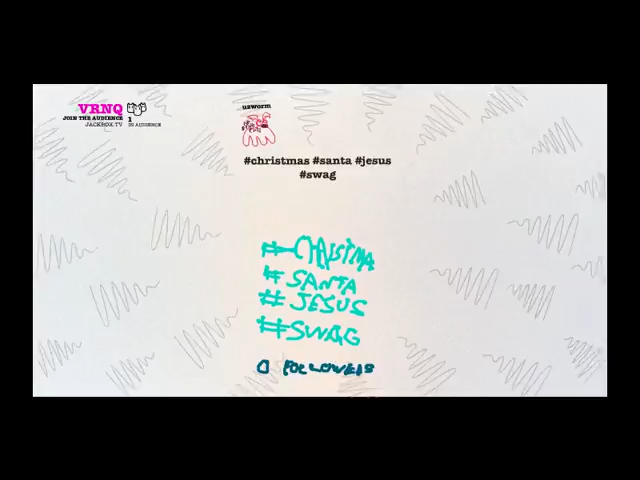 VRNQ
JOIN THE AUDIENCE
JACKBOX.TV
1
IN AUDIENCE
uzworm
#christmas #santa #jesus
#swag
#CHRISTMA
#SANTA
#JESUS
#SWAG
0 FOLLOWERS